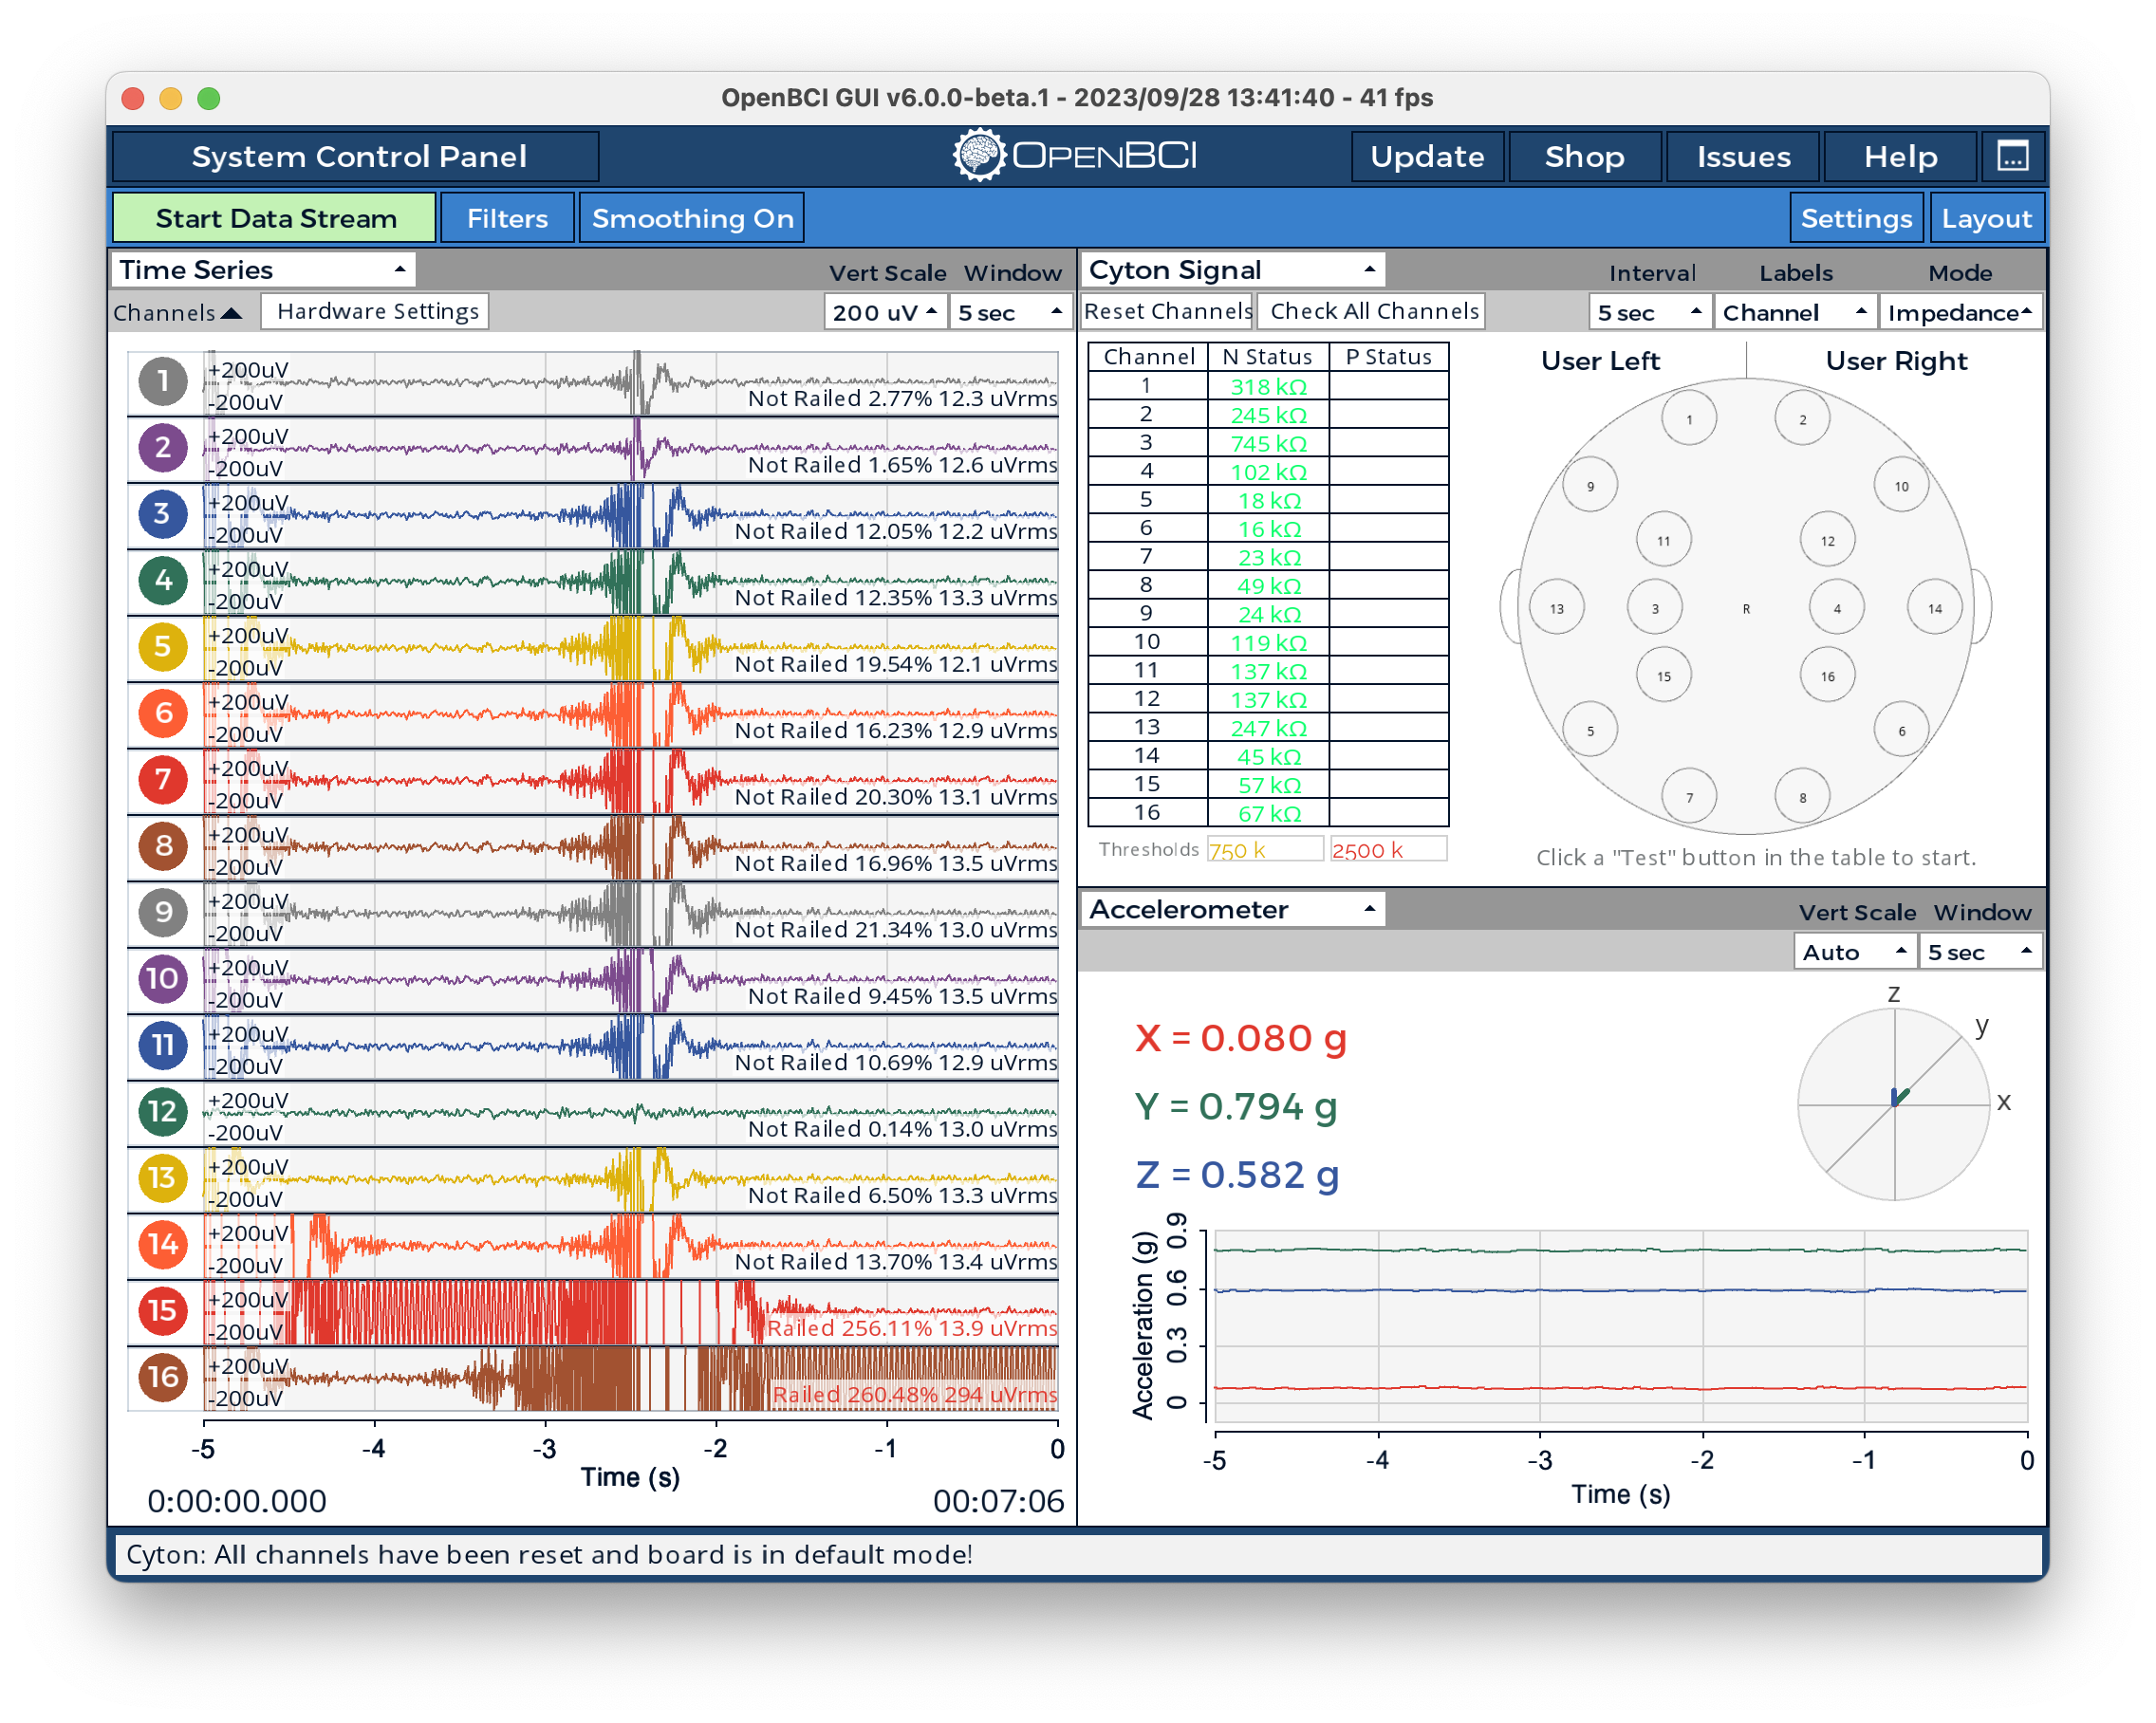 OpenBCI GUI v6.0.0-beta.1 - 2023/09/28 13:41:40 - 41 fps
System Control Panel
OPENBCI
Update Shop Issues Help
Start Data Stream Filters Smoothing On
Settings Layout
Time Series
Vert Scale Window
Channels Hardware Settings
200 uV 5 sec
1 +200uV
-200uV Not Railed 2.77% 12.3 uVrms
2 +200uV
-200uV Not Railed 1.65% 12.6 uVrms
3 +200uV
-200uV Not Railed 12.05% 12.2 uVrms
4 +200uV
-200uV Not Railed 12.35% 13.3 uVrms
5 +200uV
-200uV Not Railed 19.54% 12.1 uVrms
6 +200uV
-200uV Not Railed 16.23% 12.9 uVrms
7 +200uV
-200uV Not Railed 20.30% 13.1 uVrms
8 +200uV
-200uV Not Railed 16.96% 13.5 uVrms
9 +200uV
-200uV Not Railed 21.34% 13.0 uVrms
10 +200uV
-200uV Not Railed 9.45% 13.5 uVrms
11 +200uV
-200uV Not Railed 10.69% 12.9 uVrms
12 +200uV
-200uV Not Railed 0.14% 13.0 uVrms
13 +200uV
-200uV Not Railed 6.50% 13.3 uVrms
14 +200uV
-200uV Not Railed 13.70% 13.4 uVrms
15 +200uV
-200uV Railed 256.11% 13.9 uVrms
16 +200uV
-200uV Railed 260.48% 294 uVrms
-5 -4 -3 -2 -1 0
Time (s)
0:00:00.000 00:07:06
Cyton Signal
Interval Labels Mode
Reset Channels Check All Channels
5 sec Channel Impedance
Channel N Status P Status
1 318 kΩ
2 245 kΩ
3 745 kΩ
4 102 kΩ
5 18 kΩ
6 16 kΩ
7 23 kΩ
8 49 kΩ
9 24 kΩ
10 119 kΩ
11 137 kΩ
12 137 kΩ
13 247 kΩ
14 45 kΩ
15 57 kΩ
16 67 kΩ
Thresholds 750 k 2500 k
User Left User Right
1 2
9 10
11 12
13 3 R 4 14
15 16
5 6
7 8
Click a "Test" button in the table to start.
Accelerometer
Vert Scale Window
Auto 5 sec
X = 0.080 g
Y = 0.794 g
Z = 0.582 g
z
y
x
Acceleration (g)
0.9
0.6
0.3
0
-5 -4 -3 -2 -1 0
Time (s)
Cyton: All channels have been reset and board is in default mode!